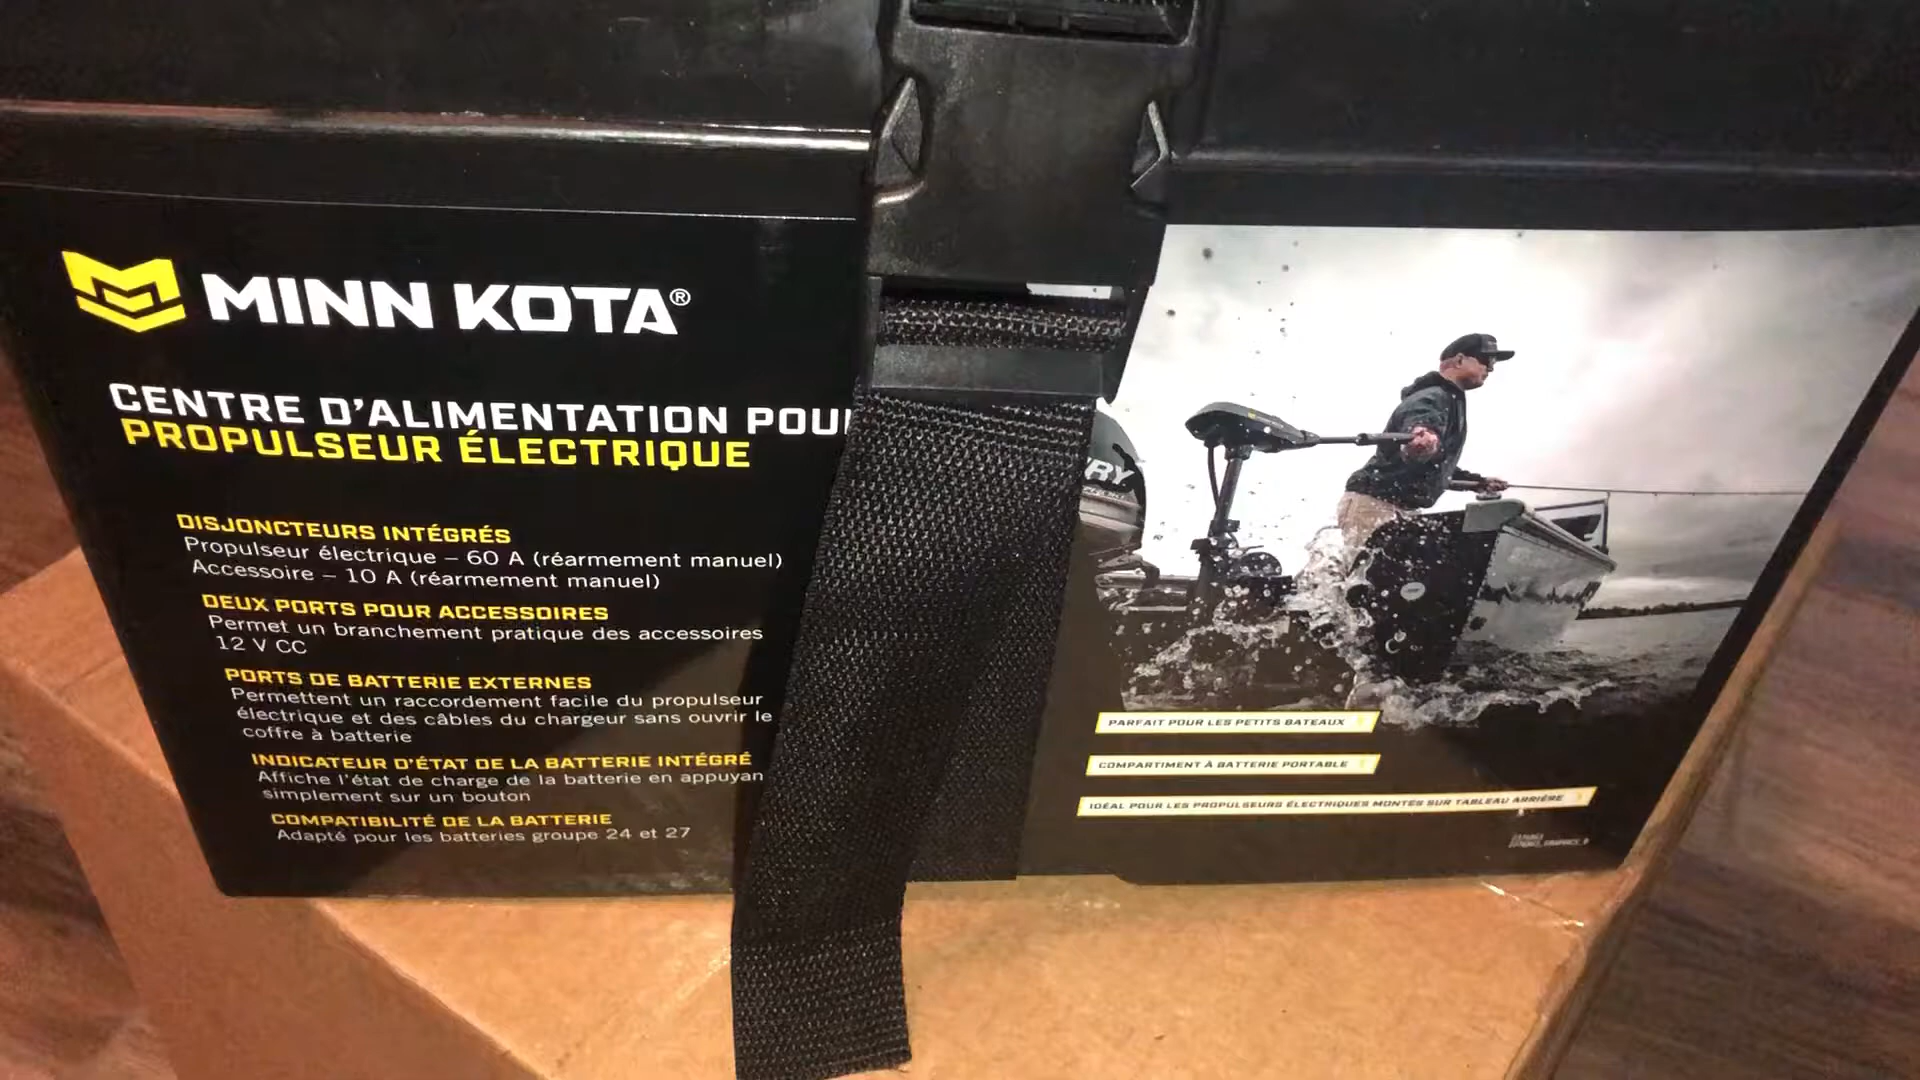 MINN KOTA®
CENTRE D'ALIMENTATION POU
PROPULSEUR ÉLECTRIQUE
DISJONCTEURS INTÉGRÉS
Propulseur électrique – 60 A (réarmement manuel)
Accessoire – 10 A (réarmement manuel)
DEUX PORTS POUR ACCESSOIRES
Permet un branchement pratique des accessoires
12 V CC
PORTS DE BATTERIE EXTERNES
Permettent un raccordement facile du propulseur
électrique et des câbles du chargeur sans ouvrir le
coffre à batterie
INDICATEUR D'ÉTAT DE LA BATTERIE INTÉGRÉ
Affiche l'état de charge de la batterie en appuyan
simplement sur un bouton
COMPATIBILITÉ DE LA BATTERIE
Adapté pour les batteries groupe 24 et 27
RY
PARFAIT POUR LES PETITS BATEAUX
COMPARTIMENT À BATTERIE PORTABLE
IDÉAL POUR LES PROPULSEURS ÉLECTRIQUES MONTÉS SUR TABLEAU ARRIÈRE